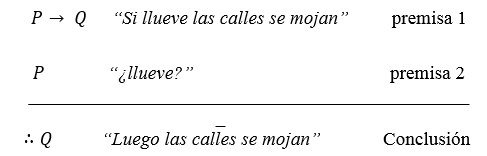 P → Q “Si llueve las calles se mojan” premisa 1
P “¿llueve?” premisa 2
∴ Q “Luego las calles se mojan” Conclusión